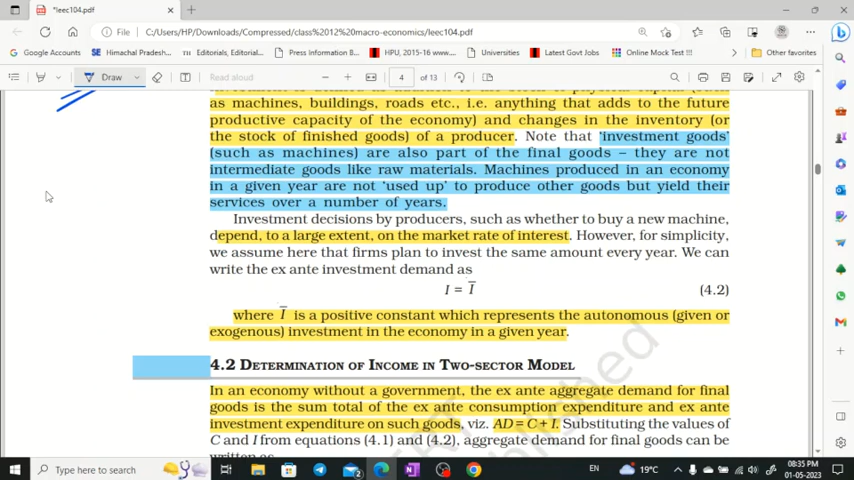 *leec104.pdf
File
C:/Users/HP/Downloads/Compressed/class%2012%20macro-economics/leec104.pdf
Google Accounts
Himachal Pradesh
Editorials, Editorial...
Press Information B...
HPU, 2015-16 www....
Universities
Latest Govt Jobs
Online Mock Test !...
Other favorites
Draw
Read aloud
4
of 13
as machines, buildings, roads etc., i.e. anything that adds to the future
productive capacity of the economy) and changes in the inventory (or
the stock of finished goods) of a producer. Note that 'investment goods'
(such as machines) are also part of the final goods – they are not
intermediate goods like raw materials. Machines produced in an economy
in a given year are not 'used up' to produce other goods but yield their
services over a number of years.
Investment decisions by producers, such as whether to buy a new machine,
depend, to a large extent, on the market rate of interest. However, for simplicity,
we assume here that firms plan to invest the same amount every year. We can
write the ex ante investment demand as
I = Ī (4.2)
where Ī is a positive constant which represents the autonomous (given or
exogenous) investment in the economy in a given year.
4.2 DETERMINATION OF INCOME IN TWO-SECTOR MODEL
In an economy without a government, the ex ante aggregate demand for final
goods is the sum total of the ex ante consumption expenditure and ex ante
investment expenditure on such goods, viz. AD = C + I. Substituting the values of
C and I from equations (4.1) and (4.2), aggregate demand for final goods can be
written as
Type here to search
2
EN
19°C
08:35 PM
01-05-2023